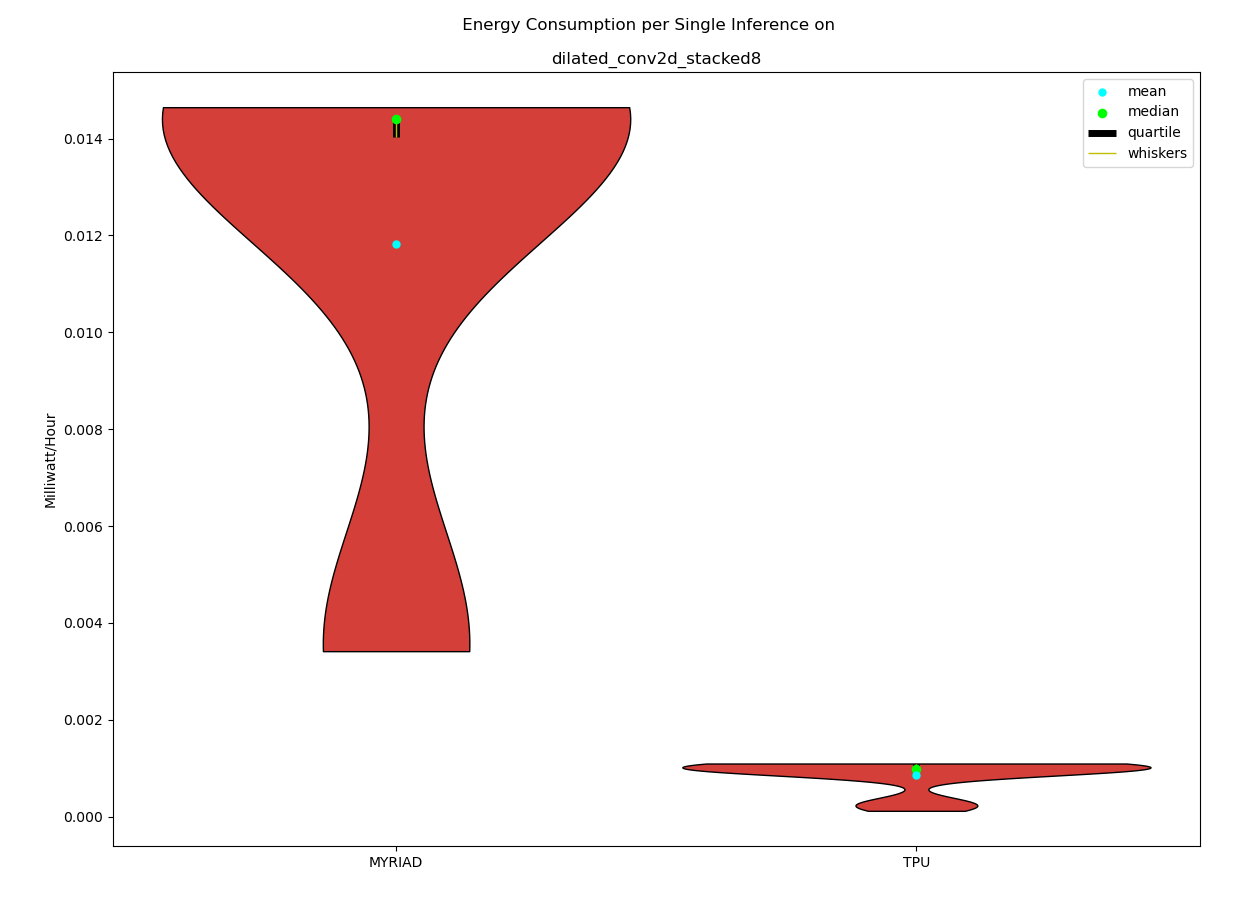 Energy Consumption per Single Inference on
dilated_conv2d_stacked8
mean
median
quartile
whiskers
0.014
0.012
0.010
0.008
0.006
0.004
0.002
0.000
Milliwatt/Hour
MYRIAD
TPU